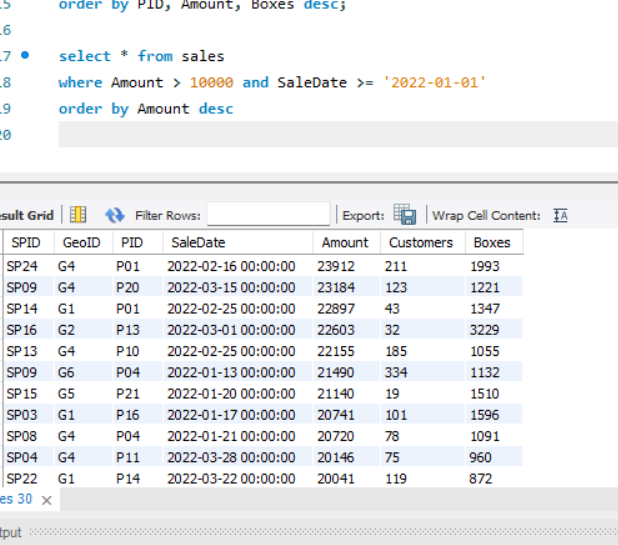 order by PID, Amount, Boxes desc;
select * from sales
where Amount > 10000 and SaleDate >= '2022-01-01'
order by Amount desc
Result Grid Filter Rows: Export: Wrap Cell Content: IA
SPID GeoID PID SaleDate Amount Customers Boxes
SP24 G4 P01 2022-02-16 00:00:00 23912 211 1993
SP09 G4 P20 2022-03-15 00:00:00 23184 123 1221
SP14 G1 P01 2022-02-25 00:00:00 22897 43 1347
SP16 G2 P13 2022-03-01 00:00:00 22603 32 3229
SP13 G4 P10 2022-02-25 00:00:00 22155 185 1055
SP09 G6 P04 2022-01-13 00:00:00 21490 334 1132
SP15 G5 P21 2022-01-20 00:00:00 21140 19 1510
SP03 G1 P16 2022-01-17 00:00:00 20741 101 1596
SP08 G4 P04 2022-01-21 00:00:00 20720 78 1091
SP04 G4 P11 2022-03-28 00:00:00 20146 75 960
SP22 G1 P14 2022-03-22 00:00:00 20041 119 872
es 30 ×
tput